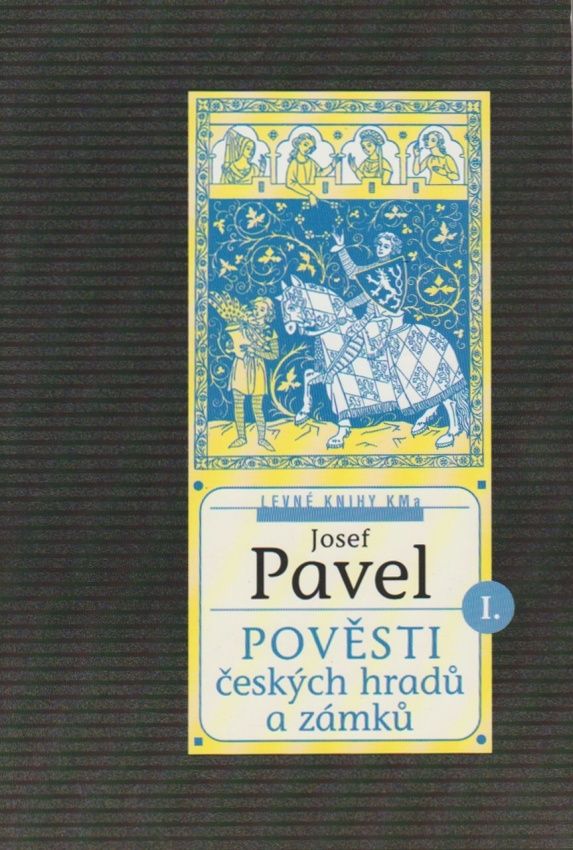 LEVNÉ KNIHY KMa
Josef
Pavel
I.
POVĚSTI
českých hradů
a zámků